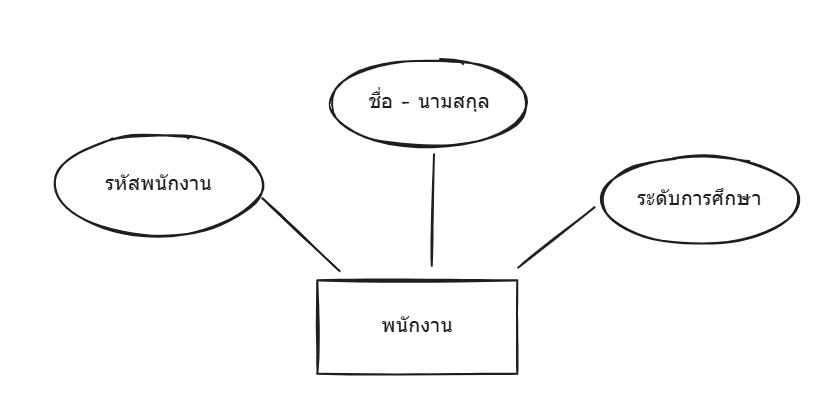 ชื่อ - นามสกุล
รหัสพนักงาน
ระดับการศึกษา
พนักงาน